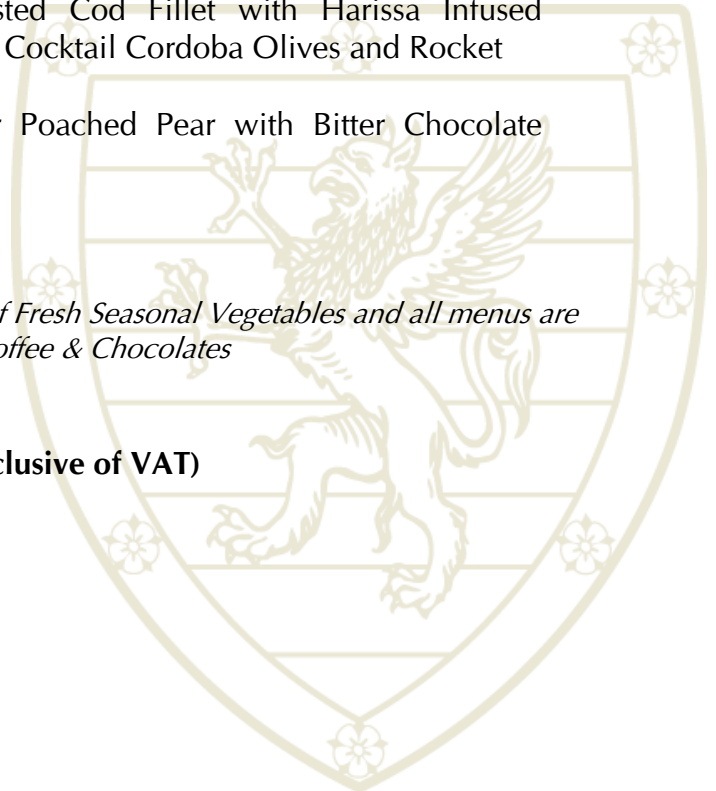 sted Cod Fillet with Harissa Infused
Cocktail Cordoba Olives and Rocket
Poached Pear with Bitter Chocolate
f Fresh Seasonal Vegetables and all menus are
offee & Chocolates
clusive of VAT)